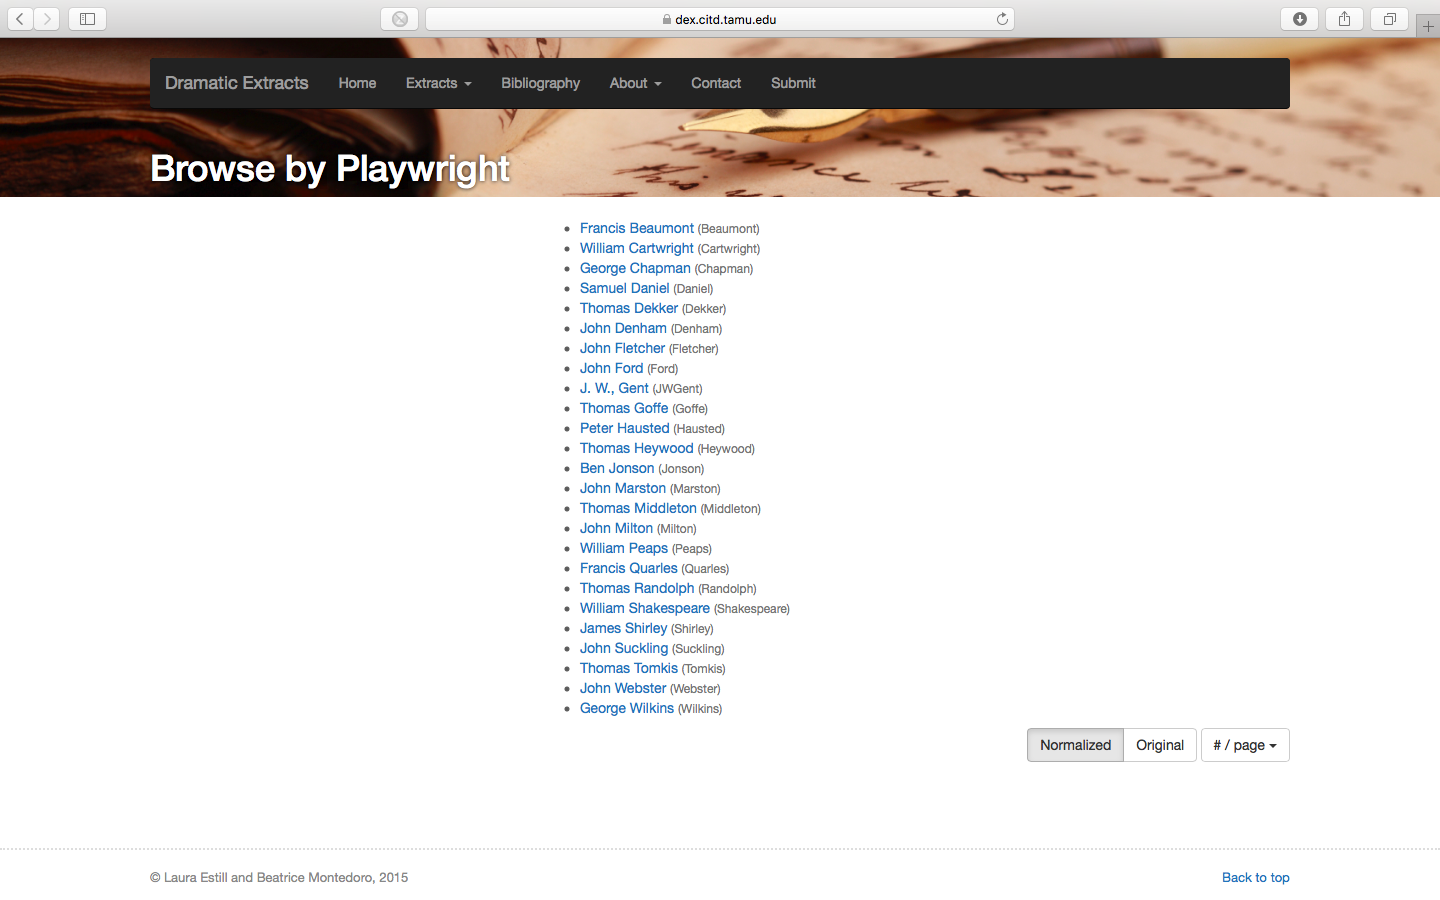 dex.citd.tamu.edu
Dramatic Extracts Home Extracts Bibliography About Contact Submit
Browse by Playwright
Francis Beaumont (Beaumont)
William Cartwright (Cartwright)
George Chapman (Chapman)
Samuel Daniel (Daniel)
Thomas Dekker (Dekker)
John Denham (Denham)
John Fletcher (Fletcher)
John Ford (Ford)
J. W., Gent (JWGent)
Thomas Goffe (Goffe)
Peter Hausted (Hausted)
Thomas Heywood (Heywood)
Ben Jonson (Jonson)
John Marston (Marston)
Thomas Middleton (Middleton)
John Milton (Milton)
William Peaps (Peaps)
Francis Quarles (Quarles)
Thomas Randolph (Randolph)
William Shakespeare (Shakespeare)
James Shirley (Shirley)
John Suckling (Suckling)
Thomas Tomkis (Tomkis)
John Webster (Webster)
George Wilkins (Wilkins)
Normalized Original # / page
© Laura Estill and Beatrice Montedoro, 2015 Back to top